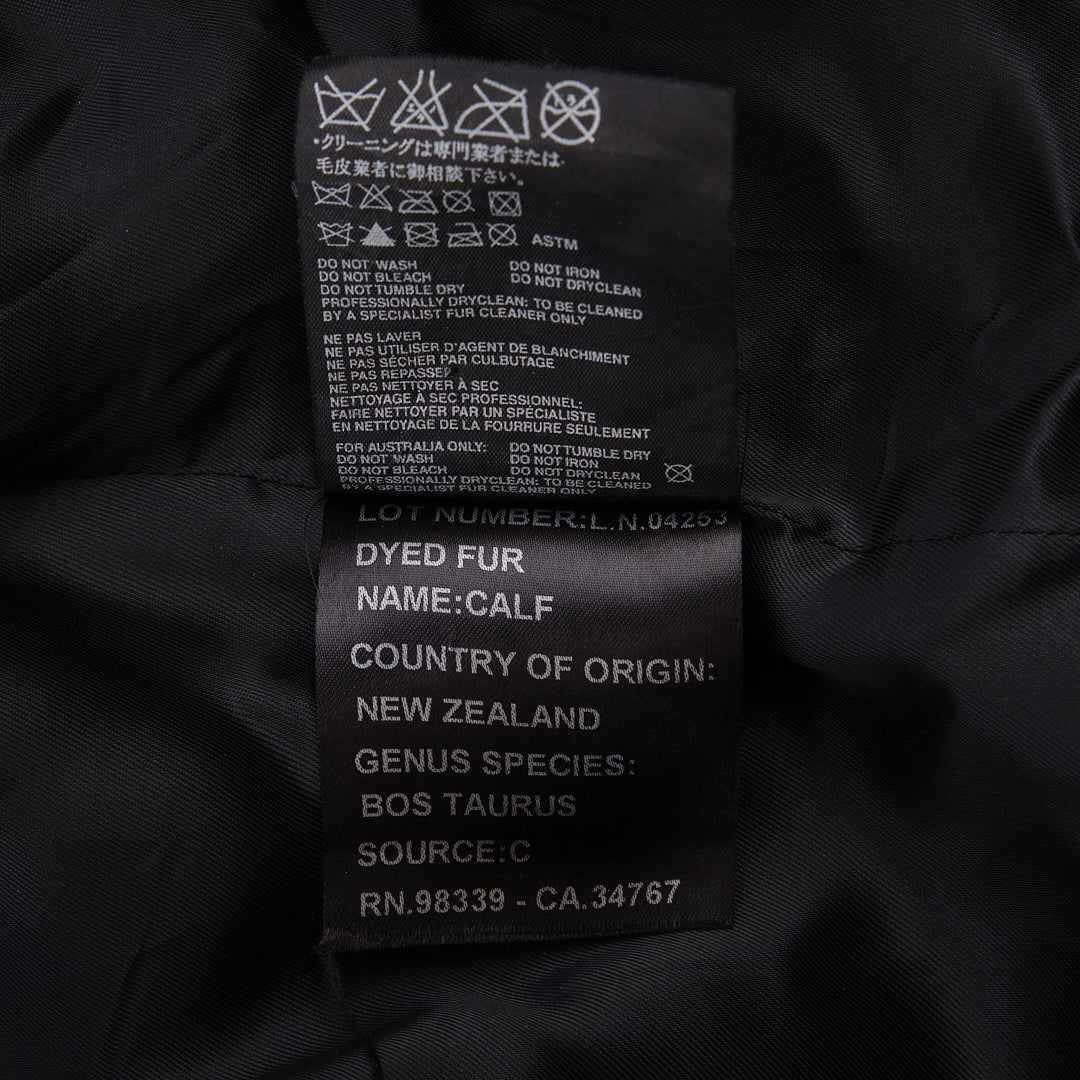 ・クリーニングは専門業者または
毛皮業者に御相談下さい。
ASTM
DO NOT WASH DO NOT IRON
DO NOT BLEACH DO NOT DRYCLEAN
DO NOT TUMBLE DRY
PROFESSIONALLY DRYCLEAN: TO BE CLEANED
BY A SPECIALIST FUR CLEANER ONLY
NE PAS LAVER
NE PAS UTILISER D'AGENT DE BLANCHIMENT
NE PAS SÉCHER PAR CULBUTAGE
NE PAS REPASSER
NE PAS NETTOYER À SEC
NETTOYAGE À SEC PROFESSIONNEL:
FAIRE NETTOYER PAR UN SPÉCIALISTE
EN NETTOYAGE DE LA FOURRURE SEULEMENT
FOR AUSTRALIA ONLY: DO NOT TUMBLE DRY
DO NOT WASH DO NOT IRON
DO NOT BLEACH DO NOT DRYCLEAN
PROFESSIONALLY DRYCLEAN: TO BE CLEANED
BY A SPECIALIST FUR CLEANER ONLY
LOT NUMBER:L.N.04253
DYED FUR
NAME:CALF
COUNTRY OF ORIGIN:
NEW ZEALAND
GENUS SPECIES:
BOS TAURUS
SOURCE:C
RN.98339 - CA.34767